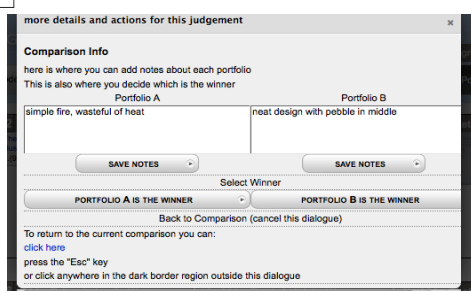 more details and actions for this judgement
Comparison Info
here is where you can add notes about each portfolio
This is also where you decide which is the winner
Portfolio A Portfolio B
simple fire, wasteful of heat neat design with pebble in middle
SAVE NOTES SAVE NOTES
Select Winner
PORTFOLIO A IS THE WINNER PORTFOLIO B IS THE WINNER
Back to Comparison (cancel this dialogue)
To return to the current comparison you can:
click here
press the "Esc" key
or click anywhere in the dark border region outside this dialogue